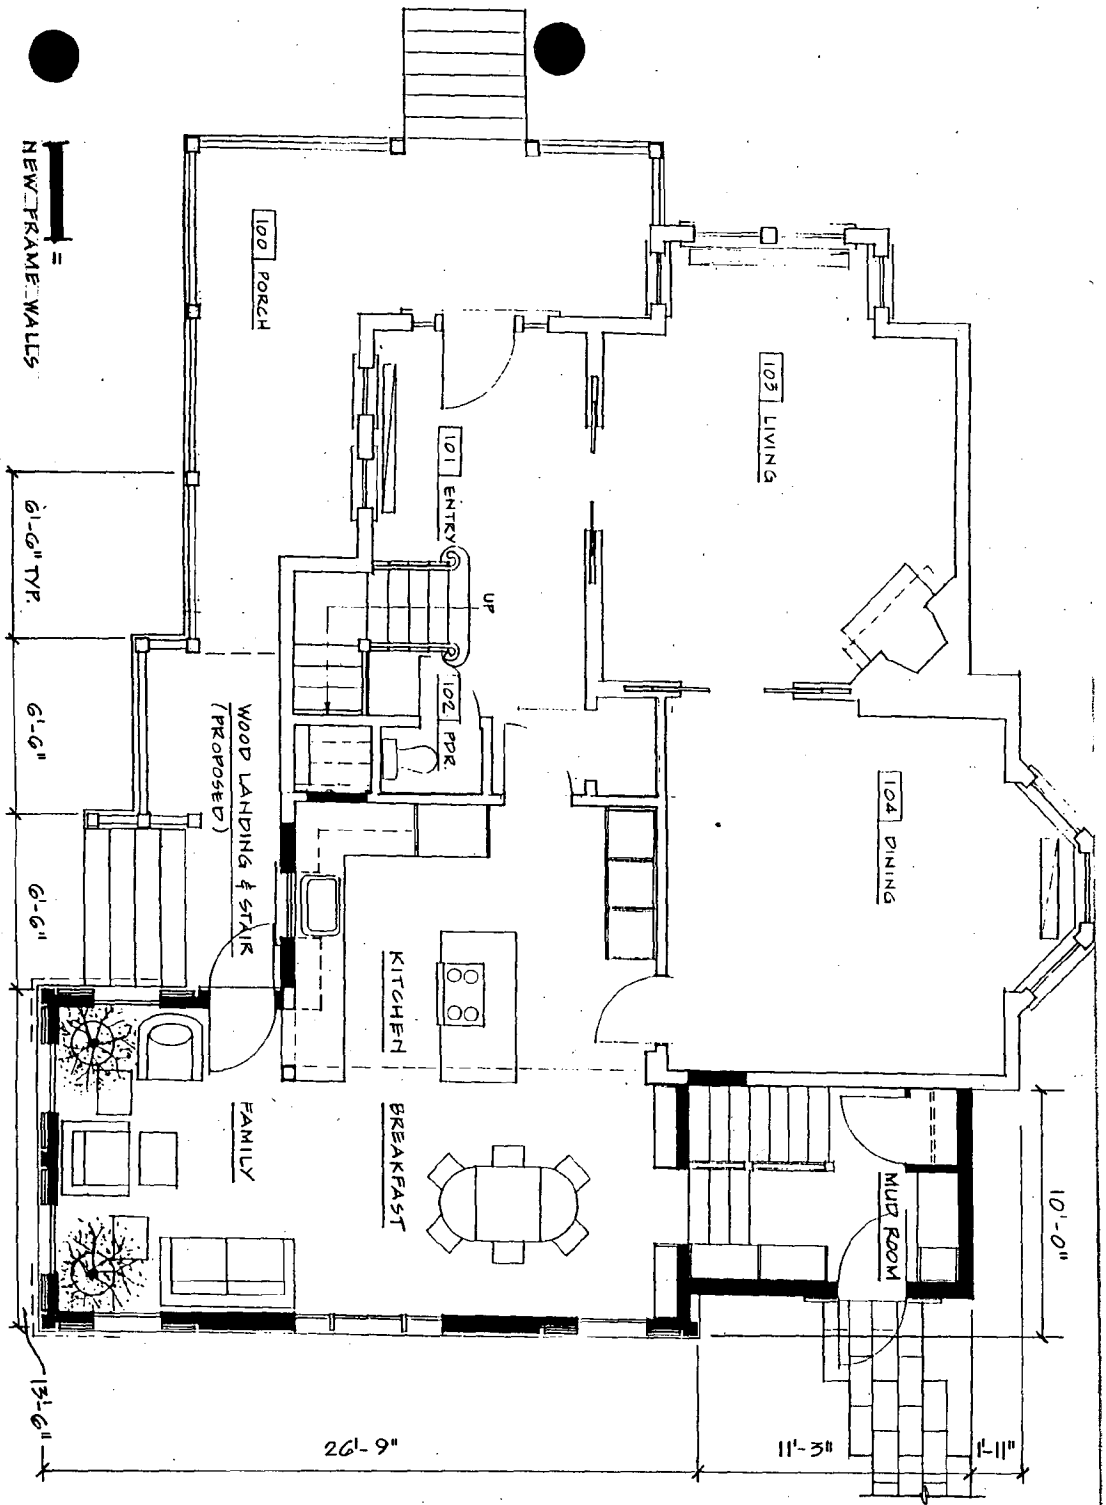 =
NEW FRAME WALLS
100 PORCH
101 ENTRY
UP
102 PDR.
103 LIVING
104 DINING
WOOD LANDING & STAIR
(PROPOSED)
KITCHEN
BREAKFAST
FAMILY
MUD ROOM
6'-6" TYP.
6'-6"
6'-6"
13'-6"
26'-9"
11'-3"
1'-11"
10'-0"